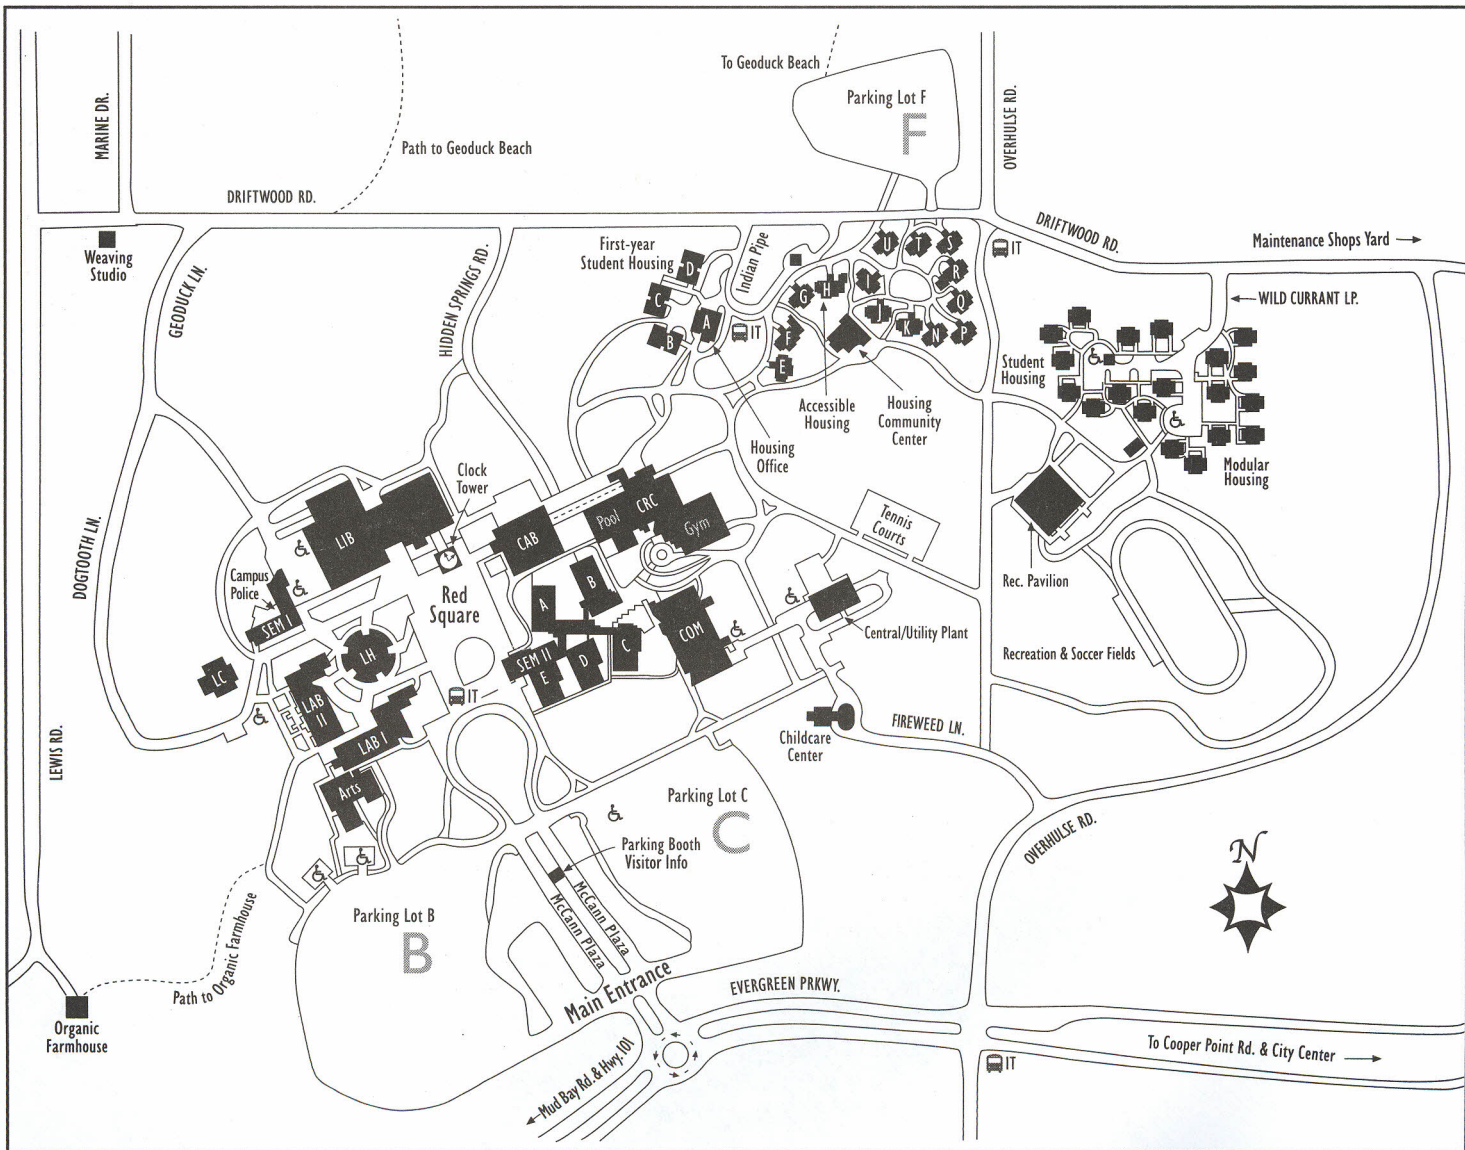 To Geoduck Beach
Parking Lot F
F
MARINE DR.
OVERHULSE RD.
Path to Geoduck Beach
DRIFTWOOD RD.
DRIFTWOOD RD.
Maintenance Shops Yard
Weaving
Studio
GEODUCK LN.
HIDDEN SPRINGS RD.
First-year
Student Housing
D
C
B
A
Indian Pipe
IT
U
T
S
R
Q
P
N
K
J
I
H
G
F
E
IT
WILD CURRANT LP.
Student
Housing
Accessible
Housing
Housing
Community
Center
Housing
Office
Modular
Housing
Clock
Tower
LIB
CAB
Pool
CRC
Gym
Tennis
Courts
Rec. Pavilion
DOGTOOTH LN.
Campus
Police
SEM I
Red
Square
A
B
C
D
SEM II
E
COM
Central/Utility Plant
Recreation & Soccer Fields
LC
LH
LAB
II
LAB I
IT
Arts
Childcare
Center
FIREWEED LN.
LEWIS RD.
Parking Lot C
C
OVERHULSE RD.
Parking Booth
Visitor Info
McCann Plaza
McCann Plaza
N
Parking Lot B
B
Path to Organic Farmhouse
Organic
Farmhouse
Main Entrance
EVERGREEN PRKWY.
To Cooper Point Rd. & City Center
IT
Mud Bay Rd. & Hwy. 101